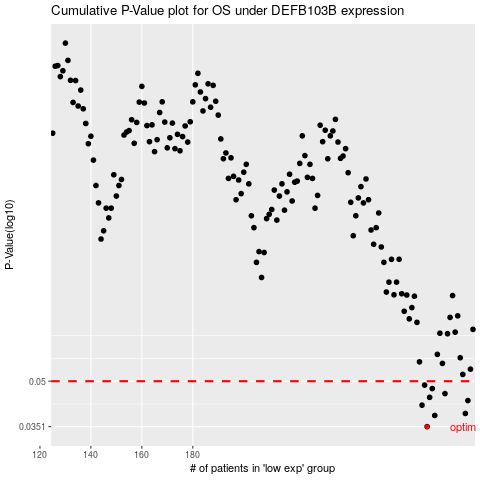 Cumulative P-Value plot for OS under DEFB103B expression
P-Value(log10)
0.05
0.0351
optim
120 140 160 180
# of patients in 'low exp' group